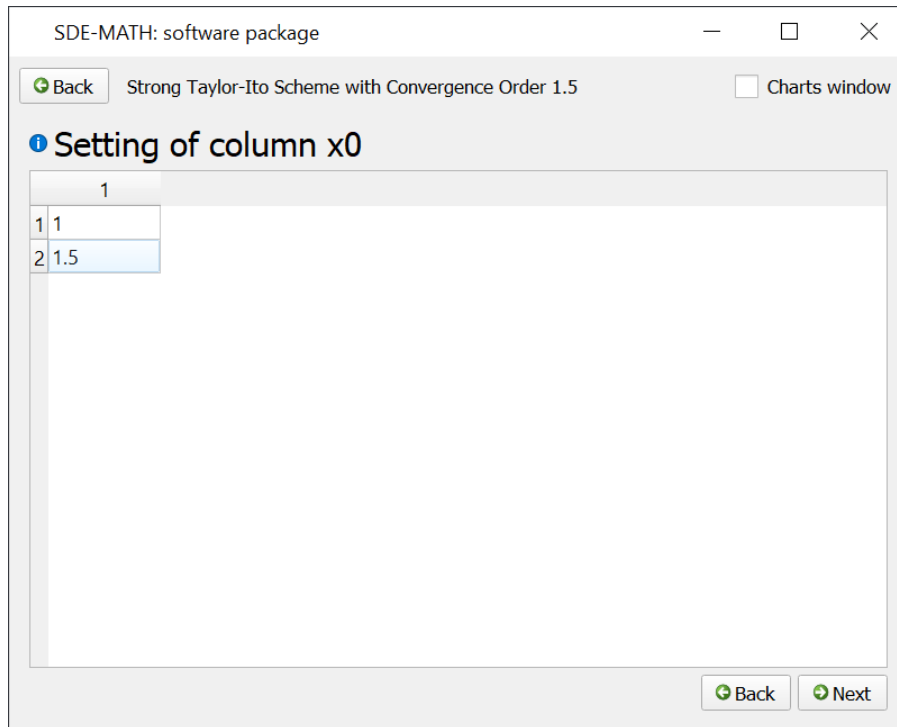 SDE-MATH: software package
Back Strong Taylor-Ito Scheme with Convergence Order 1.5 Charts window
Setting of column x0
1
1 1
2 1.5
Back Next